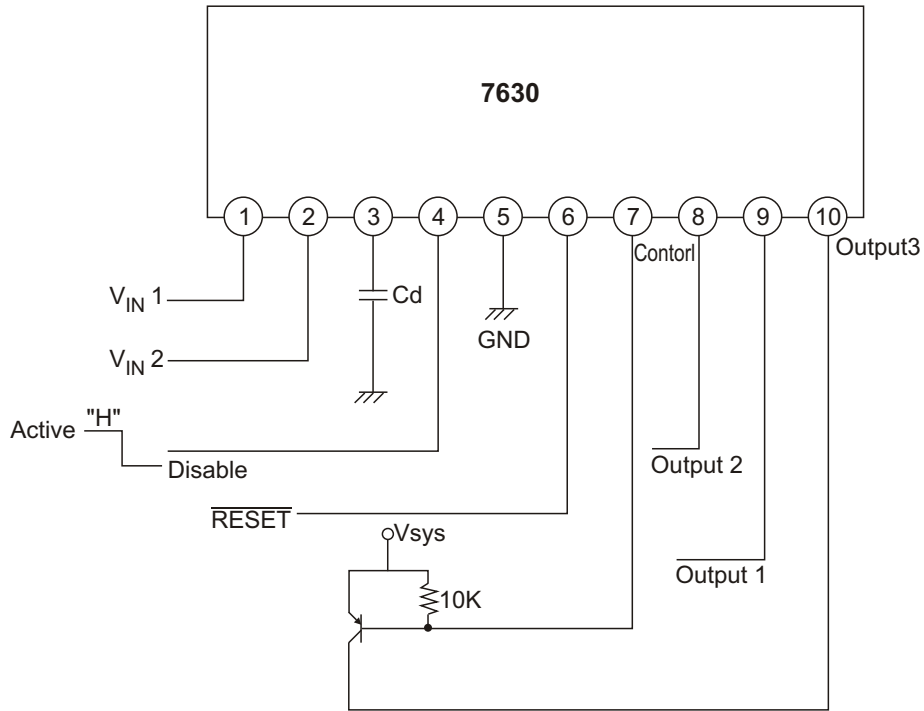 7630
1 2 3 4 5 6 7 8 9 10
Contorl
Output3
VIN 1
Cd
GND
VIN 2
Active "H"
Disable
Output 2
RESET
Vsys
Output 1
10K